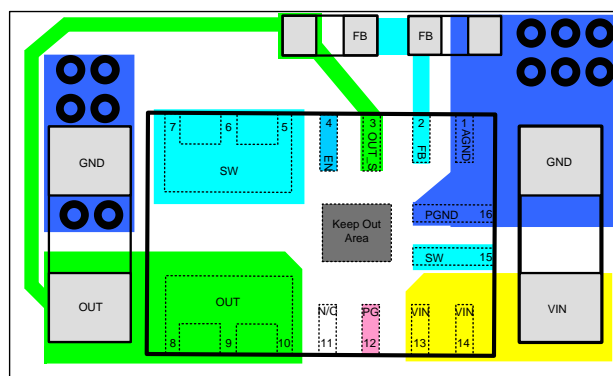 FB FB
7 6 5 4 3 2 1
EN OUT_S FB AGND
GND SW GND
PGND 16
Keep Out
Area
SW 15
OUT OUT N/C PG VIN VIN VIN
8 9 10 11 12 13 14